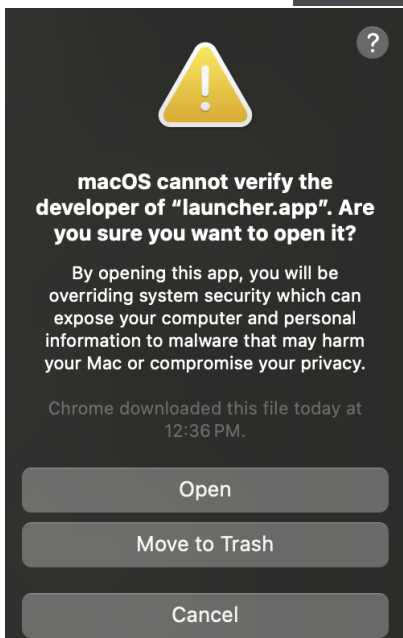 ?
macOS cannot verify the
developer of “launcher.app”. Are
you sure you want to open it?
By opening this app, you will be
overriding system security which can
expose your computer and personal
information to malware that may harm
your Mac or compromise your privacy.
Chrome downloaded this file today at
12:36 PM.
Open
Move to Trash
Cancel